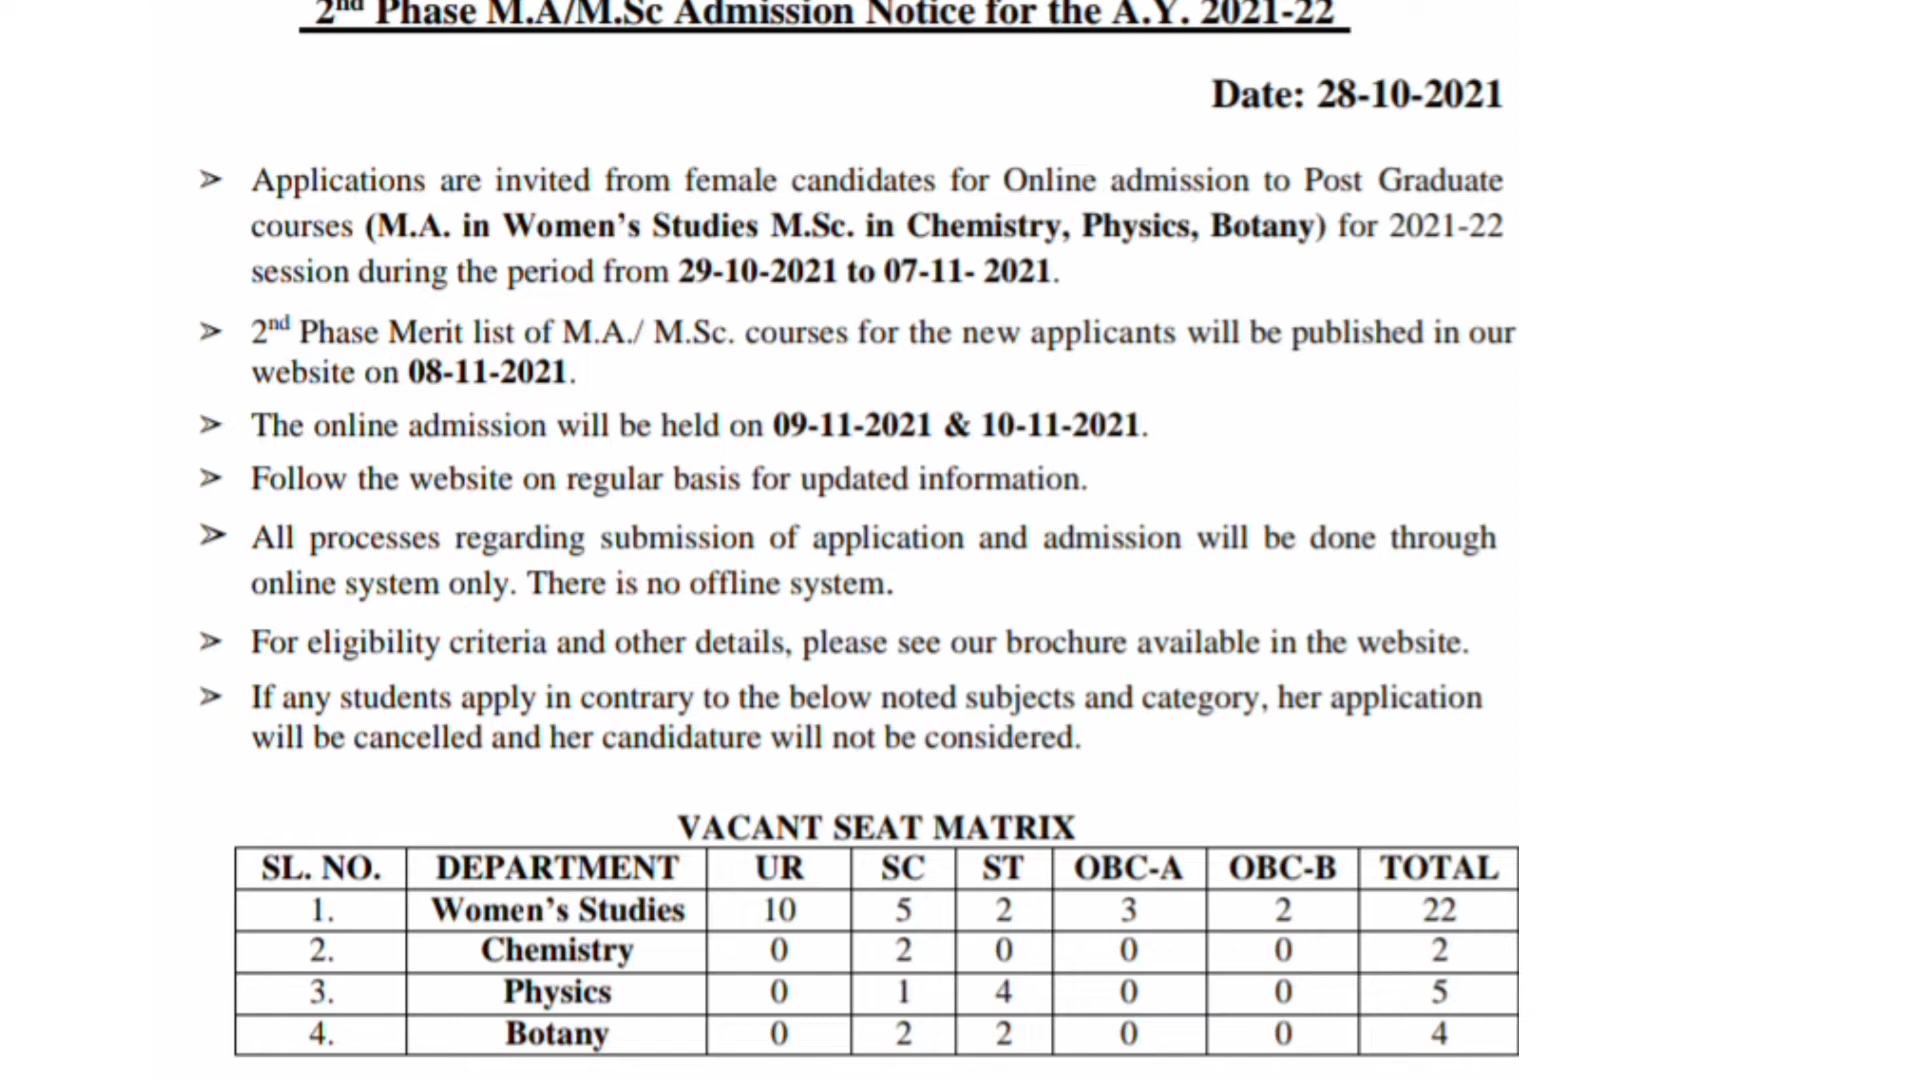 2nd Phase M.A/M.Sc Admission Notice for the A.Y. 2021-22
Date: 28-10-2021
➢ Applications are invited from female candidates for Online admission to Post Graduate
courses (M.A. in Women’s Studies M.Sc. in Chemistry, Physics, Botany) for 2021-22
session during the period from 29-10-2021 to 07-11- 2021.
➢ 2nd Phase Merit list of M.A./ M.Sc. courses for the new applicants will be published in our
website on 08-11-2021.
➢ The online admission will be held on 09-11-2021 & 10-11-2021.
➢ Follow the website on regular basis for updated information.
➢ All processes regarding submission of application and admission will be done through
online system only. There is no offline system.
➢ For eligibility criteria and other details, please see our brochure available in the website.
➢ If any students apply in contrary to the below noted subjects and category, her application
will be cancelled and her candidature will not be considered.
VACANT SEAT MATRIX
SL. NO. DEPARTMENT UR SC ST OBC-A OBC-B TOTAL
1. Women’s Studies 10 5 2 3 2 22
2. Chemistry 0 2 0 0 0 2
3. Physics 0 1 4 0 0 5
4. Botany 0 2 2 0 0 4